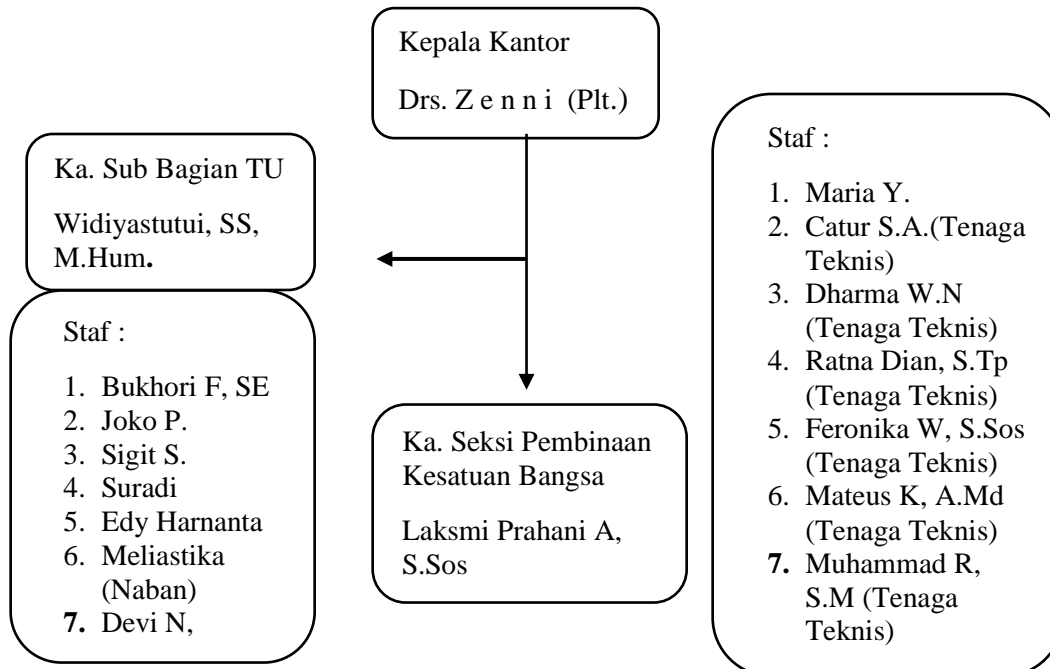 Kepala Kantor
Drs. Z e n n i  (Plt.)
Ka. Sub Bagian TU
Widiyastutui, SS,
M.Hum.
Staf :
1. Bukhori F, SE
2. Joko P.
3. Sigit S.
4. Suradi
5. Edy Harnanta
6. Meliastika
(Naban)
7. Devi N,
Ka. Seksi Pembinaan
Kesatuan Bangsa
Laksmi Prahani A,
S.Sos
Staf :
1. Maria Y.
2. Catur S.A.(Tenaga
Teknis)
3. Dharma W.N
(Tenaga Teknis)
4. Ratna Dian, S.Tp
(Tenaga Teknis)
5. Feronika W, S.Sos
(Tenaga Teknis)
6. Mateus K, A.Md
(Tenaga Teknis)
7. Muhammad R,
S.M (Tenaga
Teknis)